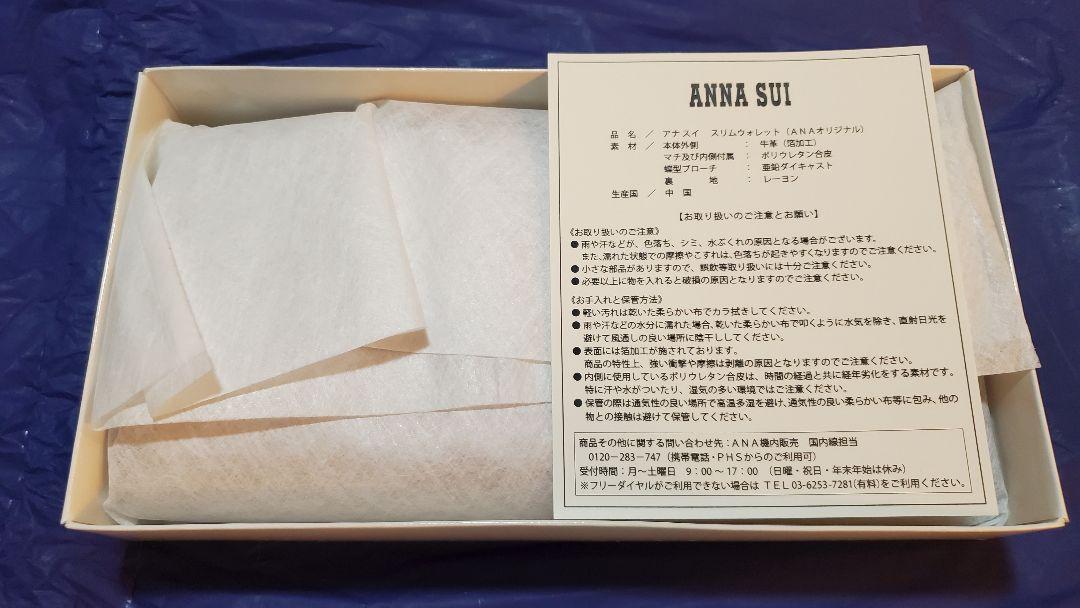 ANNA SUI
品 名 ／ アナ スイ スリムウォレット（ＡＮＡオリジナル）
素 材 ／ 本体外側 ： 牛革（箔加工）
マチ及び内側付属 ： ポリウレタン合皮
蝶型ブローチ ： 亜鉛ダイキャスト
裏 地 ： レーヨン
生産国 ／ 中 国
【お取り扱いのご注意とお願い】
《お取り扱いのご注意》
●雨や汗などが、色落ち、シミ、水ぶくれの原因となる場合がございます。
また、濡れた状態での摩擦やこすれは、色落ちが起きやすくなりますのでご注意ください。
●小さな部品がありますので、誤飲等取り扱いには十分ご注意ください。
●必要以上に物を入れると破損の原因となりますのでご注意ください。
《お手入れと保管方法》
●軽い汚れは乾いた柔らかい布でカラ拭きしてください。
●雨や汗などの水分に濡れた場合、乾いた柔らかい布で叩くように水気を除き、直射日光を
避けて風通しの良い場所に陰干ししてください。
●表面には箔加工が施されております。
商品の特性上、強い衝撃や摩擦は剥離の原因となりますのでご注意ください。
●内側に使用しているポリウレタン合皮は、時間の経過と共に経年劣化をする素材です。
特に汗や水がついたり、湿気の多い環境ではご注意ください。
●保管の際は通気性の良い場所で高温多湿を避け、通気性の良い柔らかい布等に包み、他の
物との接触は避けて保管してください。
商品その他に関する問い合わせ先：ＡＮＡ機内販売 国内線担当
0120－283－747（携帯電話・ＰＨＳからのご利用可）
受付時間：月～土曜日 9：00～17：00 （日曜・祝日・年末年始は休み）
※フリーダイヤルがご利用できない場合は ＴＥＬ03-6253-7281(有料)をご利用ください。